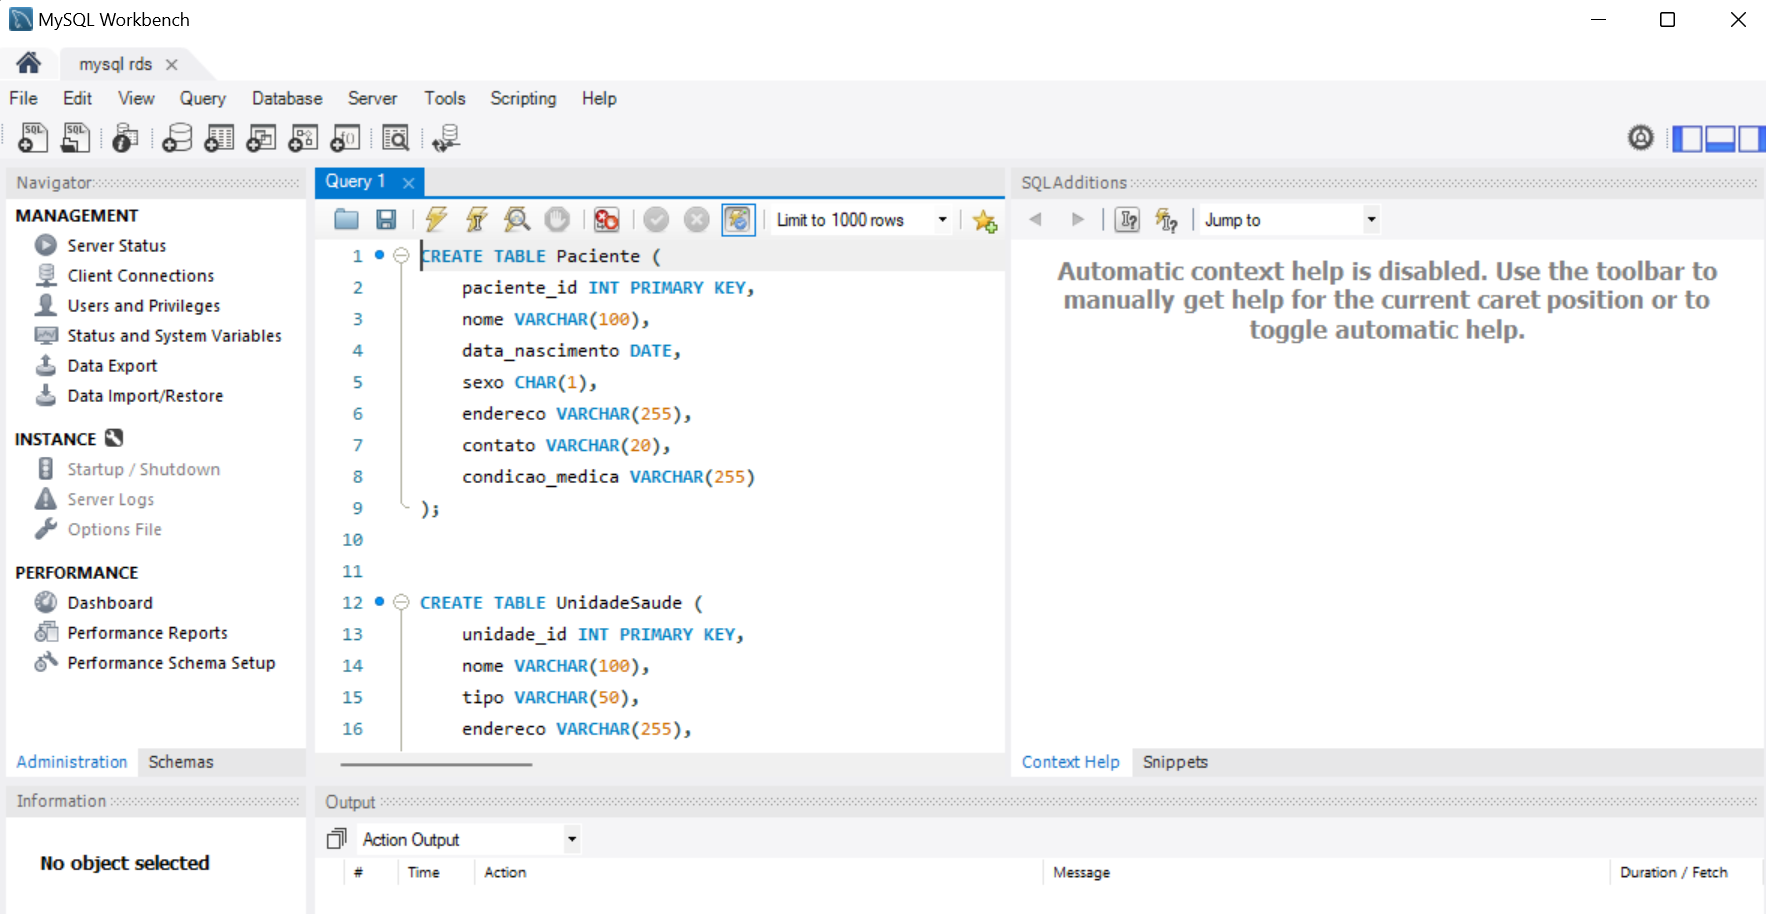 MySQL Workbench
mysql rds
File Edit View Query Database Server Tools Scripting Help
Navigator
MANAGEMENT
Server Status
Client Connections
Users and Privileges
Status and System Variables
Data Export
Data Import/Restore
INSTANCE
Startup / Shutdown
Server Logs
Options File
PERFORMANCE
Dashboard
Performance Reports
Performance Schema Setup
Administration Schemas
Information
No object selected
Query 1
Limit to 1000 rows
1 CREATE TABLE Paciente (
2 paciente_id INT PRIMARY KEY,
3 nome VARCHAR(100),
4 data_nascimento DATE,
5 sexo CHAR(1),
6 endereco VARCHAR(255),
7 contato VARCHAR(20),
8 condicao_medica VARCHAR(255)
9 );
10
11
12 CREATE TABLE UnidadeSaude (
13 unidade_id INT PRIMARY KEY,
14 nome VARCHAR(100),
15 tipo VARCHAR(50),
16 endereco VARCHAR(255),
SQLAdditions
Jump to
Automatic context help is disabled. Use the toolbar to
manually get help for the current caret position or to
toggle automatic help.
Context Help Snippets
Output
Action Output
# Time Action Message Duration / Fetch